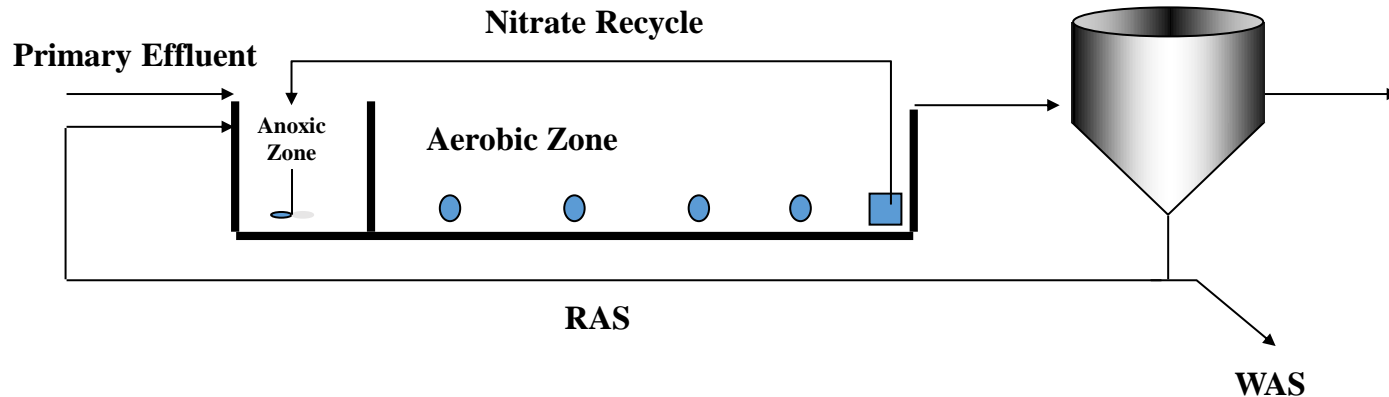 Nitrate Recycle
Primary Effluent
Anoxic
Zone
Aerobic Zone
RAS
WAS